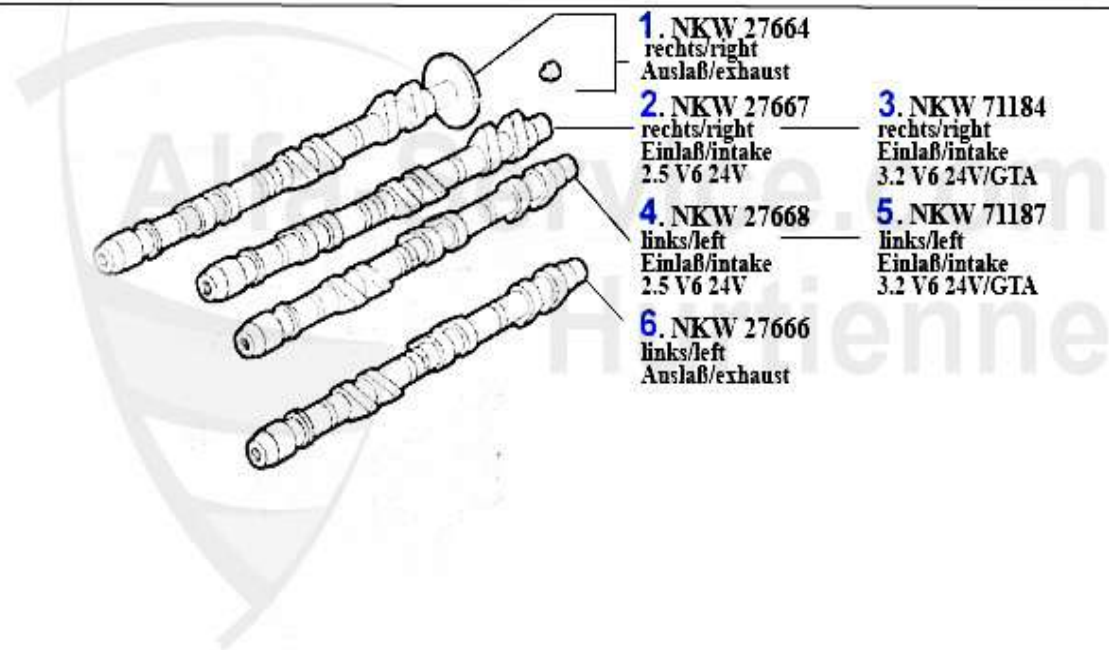 1. NKW 27664
rechts/right
Auslaß/exhaust
2. NKW 27667
rechts/right
Einlaß/intake
2.5 V6 24V
3. NKW 71184
rechts/right
Einlaß/intake
3.2 V6 24V/GTA
4. NKW 27668
links/left
Einlaß/intake
2.5 V6 24V
5. NKW 71187
links/left
Einlaß/intake
3.2 V6 24V/GTA
6. NKW 27666
links/left
Auslaß/exhaust